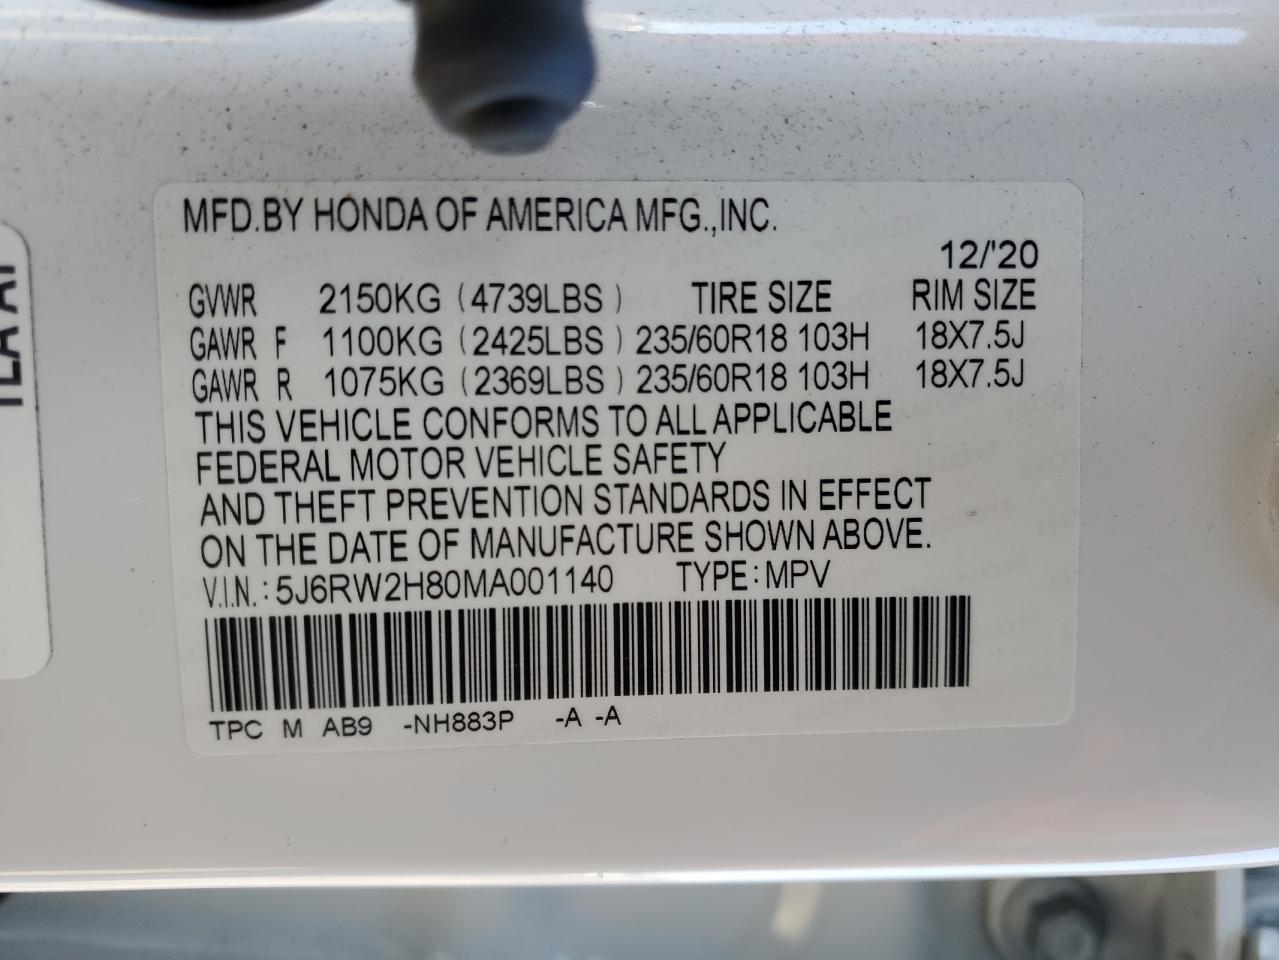 MFD.BY HONDA OF AMERICA MFG.,INC.
12/'20
GVWR 2150KG (4739LBS) TIRE SIZE RIM SIZE
GAWR F 1100KG (2425LBS) 235/60R18 103H 18X7.5J
GAWR R 1075KG (2369LBS) 235/60R18 103H 18X7.5J
THIS VEHICLE CONFORMS TO ALL APPLICABLE
FEDERAL MOTOR VEHICLE SAFETY
AND THEFT PREVENTION STANDARDS IN EFFECT
ON THE DATE OF MANUFACTURE SHOWN ABOVE.
V.I.N.: 5J6RW2H80MA001140 TYPE: MPV
TPC M AB9 -NH883P -A -A